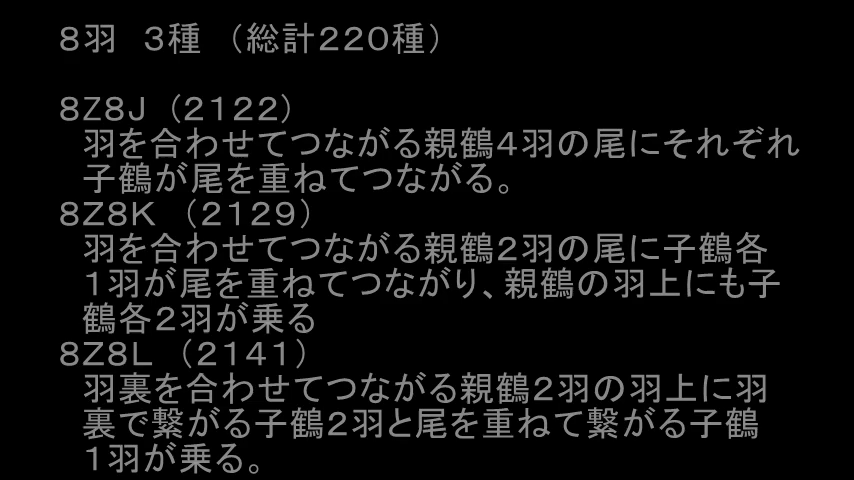 ８羽　３種　（総計２２０種）
８Z８J（２１２２）
羽を合わせてつながる親鶴４羽の尾にそれぞれ
子鶴が尾を重ねてつながる。
８Z８K（２１２９）
羽を合わせてつながる親鶴２羽の尾に子鶴各
１羽が尾を重ねてつながり、親鶴の羽上にも子
鶴各２羽が乗る
８Z８L（２１４１）
羽裏を合わせてつながる親鶴２羽の羽上に羽
裏で繋がる子鶴２羽と尾を重ねて繋がる子鶴
１羽が乗る。